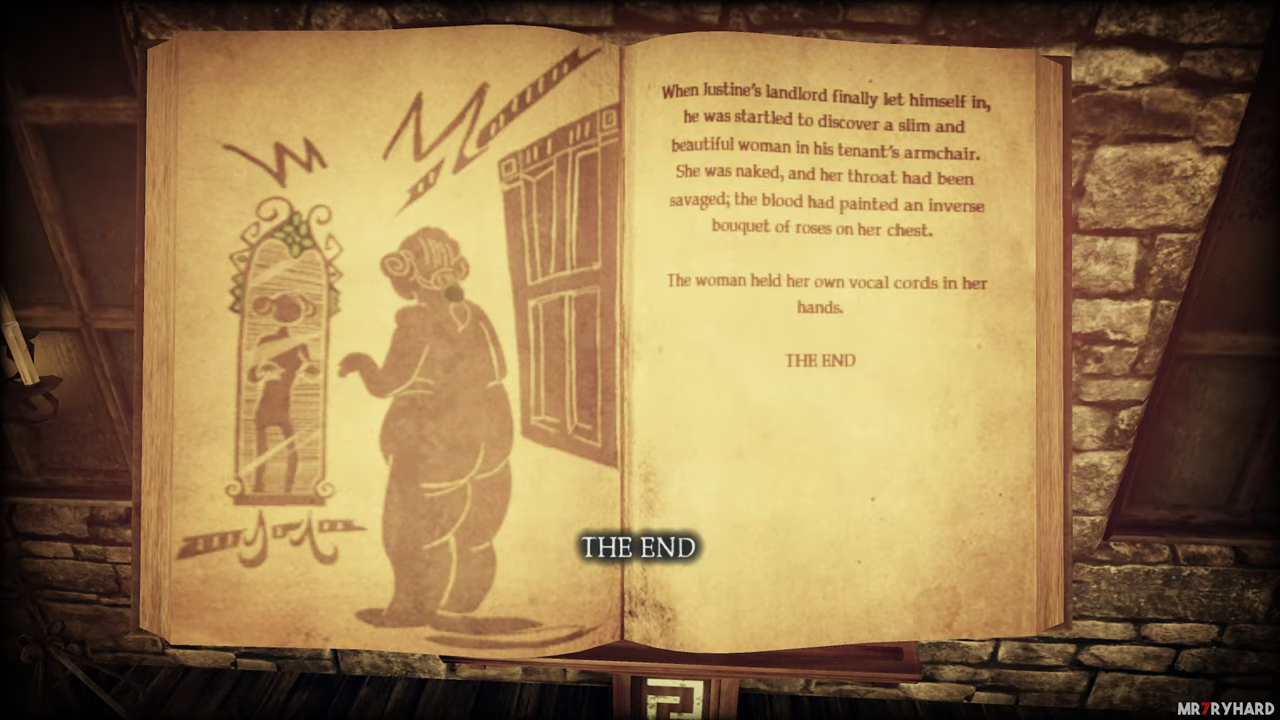 When Justine's landlord finally let himself in,
he was startled to discover a slim and
beautiful woman in his tenant's armchair.
She was naked, and her throat had been
savaged; the blood had painted an inverse
bouquet of roses on her chest.
The woman held her own vocal cords in her
hands.
THE END
THE END
MR7RYHARD